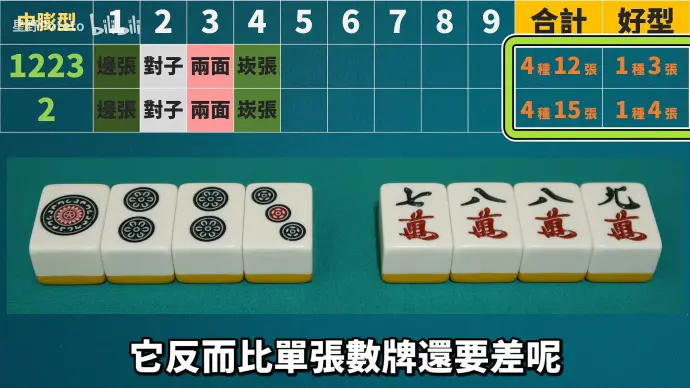 中膨型 1 2 3 4 5 6 7 8 9 合計 好型
bilibili
1223 邊張 對子 兩面 崁張 4種12張 1種3張
2 邊張 對子 兩面 崁張 4種15張 1種4張
七萬 八萬 八萬 九萬
它反而比單張數牌還要差呢